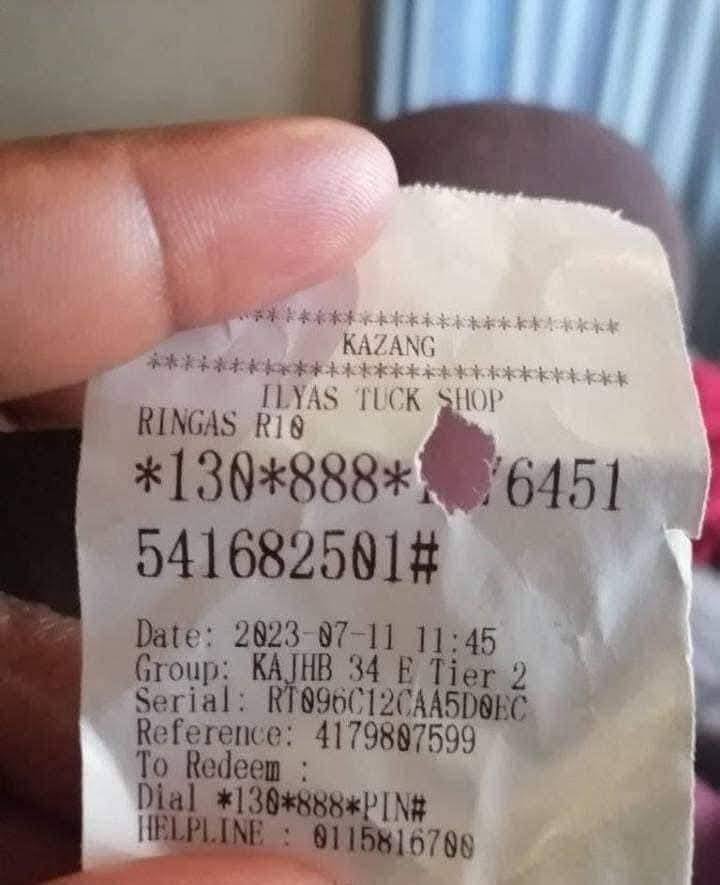 ********************************
KAZANG
********************************
ILYAS TUCK SHOP
RINGAS R10
*130*888* 6451
541682501#
Date: 2023-07-11 11:45
Group: KAJHB 34 E Tier 2
Serial: RT096C12CAA5D0EC
Reference: 4179807599
To Redeem :
Dial *130*888*PIN#
HELPLINE : 0115816700